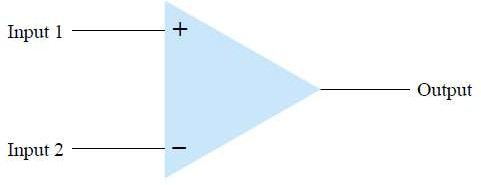 Input 1
+
Output
Input 2
−